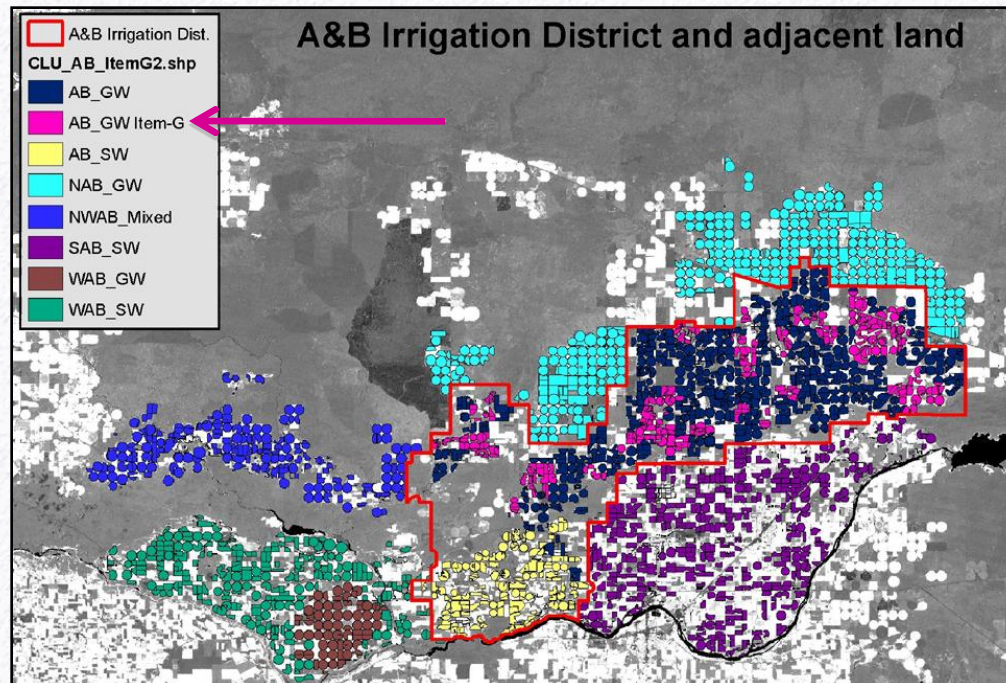 A&B Irrigation District and adjacent land
A&B Irrigation Dist.
CLU_AB_ItemG2.shp
AB_GW
AB_GW Item-G
AB_SW
NAB_GW
NWAB_Mixed
SAB_SW
WAB_GW
WAB_SW